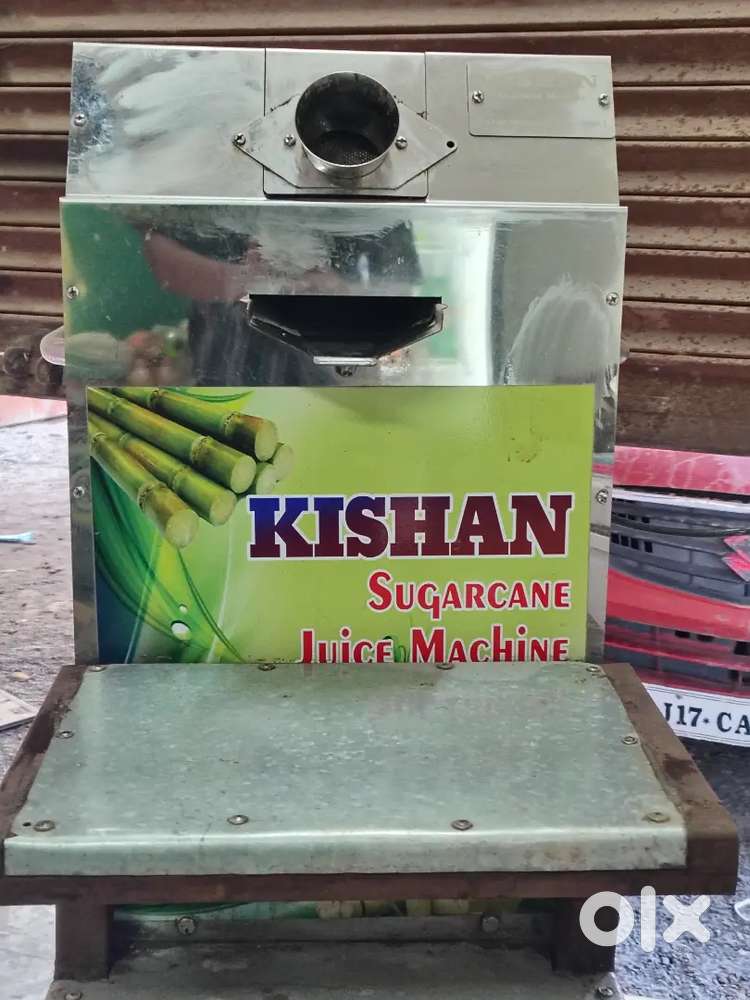 KISHAN
SUGARCANE
JUICE MACHINE
J17-CA
olx